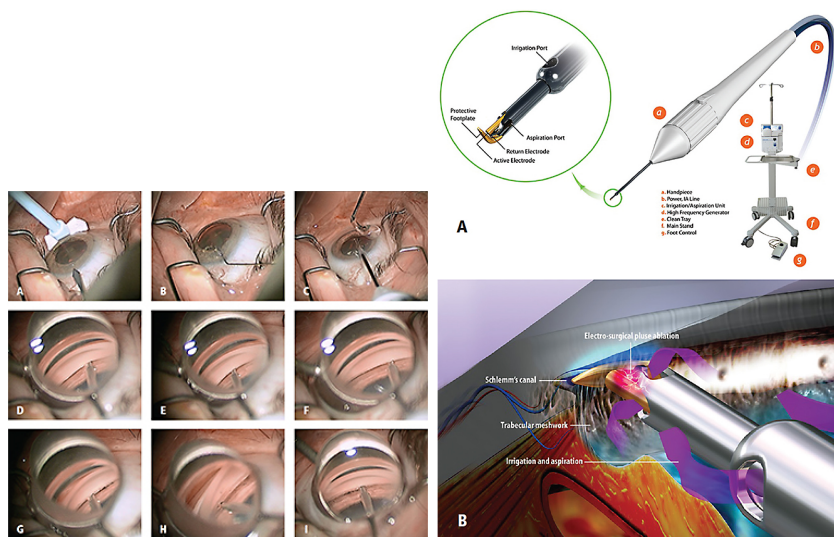 A
B
C
D
E
F
G
H
I
Irrigation Port
Protective
Footplate
Aspiration Port
Return Electrode
Active Electrode
a
b
c
d
e
f
g
a. Handpiece
b. Power, IA Line
c. Irrigation/Aspiration Unit
d. High Frequency Generator
e. Clean Tray
f. Main Stand
g. Foot Control
A
Electro-surgical pluse ablation
Schlemm's canal
Trabecular meshwork
Irrigation and aspiration
B